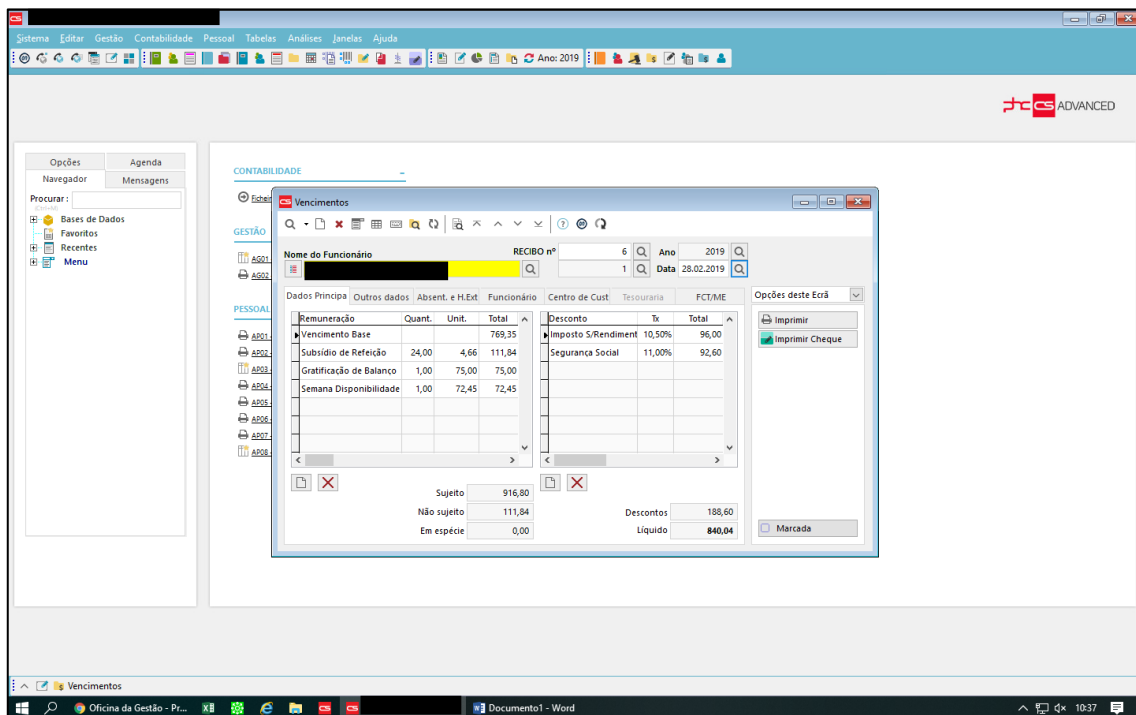 CS
Sistema Editar Gestão Contabilidade Pessoal Tabelas Análises Janelas Ajuda
Ano: 2019
phc CS ADVANCED
Opções Agenda
Navegador Mensagens
Procurar :
Bases de Dados
Favoritos
Recentes
Menu
CONTABILIDADE
Ficheir
GESTÃO
AG01
AG02
PESSOAL
AP01
AP02
AP03
AP04
AP05
AP06
AP07
AP08
CS Vencimentos
RECIBO nº 6 Ano 2019
Nome do Funcionário
1 Data 28.02.2019
Dados Principa Outros dados Absent. e H.Ext Funcionário Centro de Cust Tesouraria FCT/ME
Opções deste Ecrã
Remuneração Quant. Unit. Total Desconto Tx Total
Vencimento Base 769,35 Imposto S/Rendiment 10,50% 96,00
Subsídio de Refeição 24,00 4,66 111,84 Segurança Social 11,00% 92,60
Gratificação de Balanço 1,00 75,00 75,00
Semana Disponibilidade 1,00 72,45 72,45
Imprimir
Imprimir Cheque
Sujeito 916,80
Não sujeito 111,84 Descontos 188,60
Em espécie 0,00 Líquido 840,04
Marcada
Vencimentos
Oficina da Gestão - Pr... CS CS Documento1 - Word 10:37